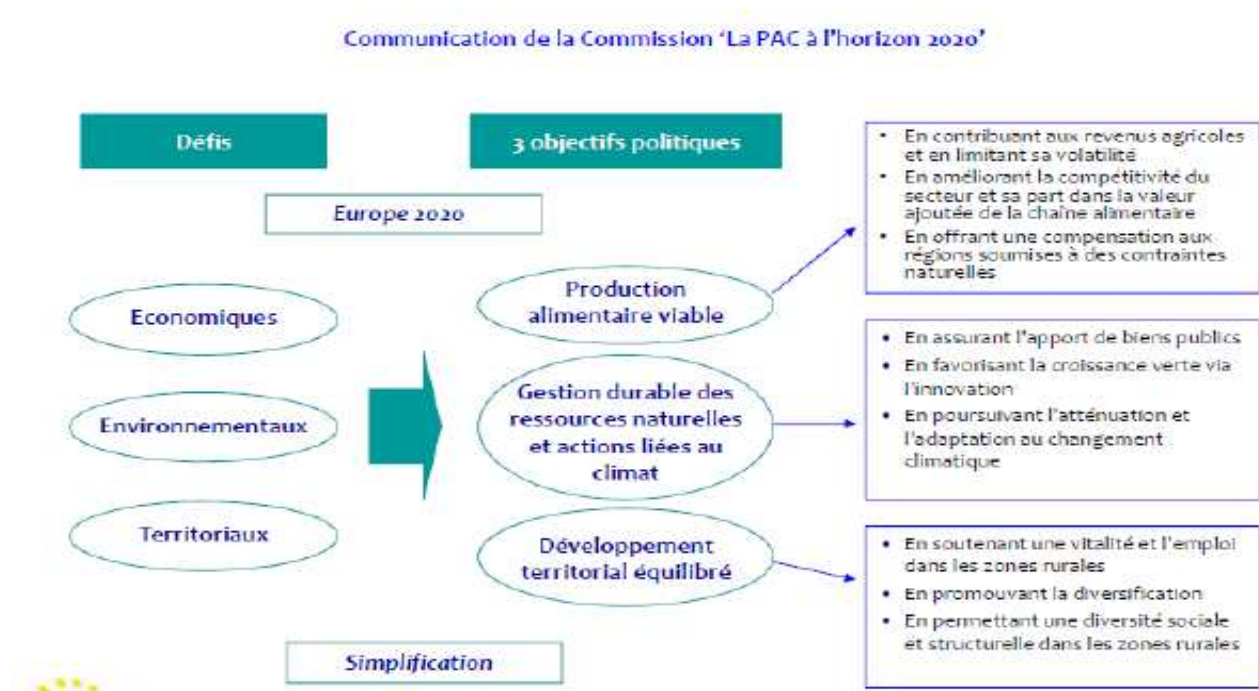 Communication de la Commission ‘La PAC à l'horizon 2020’
Défis
3 objectifs politiques
Europe 2020
Economiques
Environnementaux
Territoriaux
Production
alimentaire viable
Gestion durable des
ressources naturelles
et actions liées au
climat
Développement
territorial équilibré
• En contribuant aux revenus agricoles
et en limitant sa volatilité
• En améliorant la compétitivité du
secteur et sa part dans la valeur
ajoutée de la chaîne alimentaire
• En offrant une compensation aux
régions soumises à des contraintes
naturelles
• En assurant l'apport de biens publics
• En favorisant la croissance verte via
l'innovation
• En poursuivant l'atténuation et
l'adaptation au changement
climatique
• En soutenant une vitalité et l'emploi
dans les zones rurales
• En promouvant la diversification
• En permettant une diversité sociale
et structurelle dans les zones rurales
Simplification